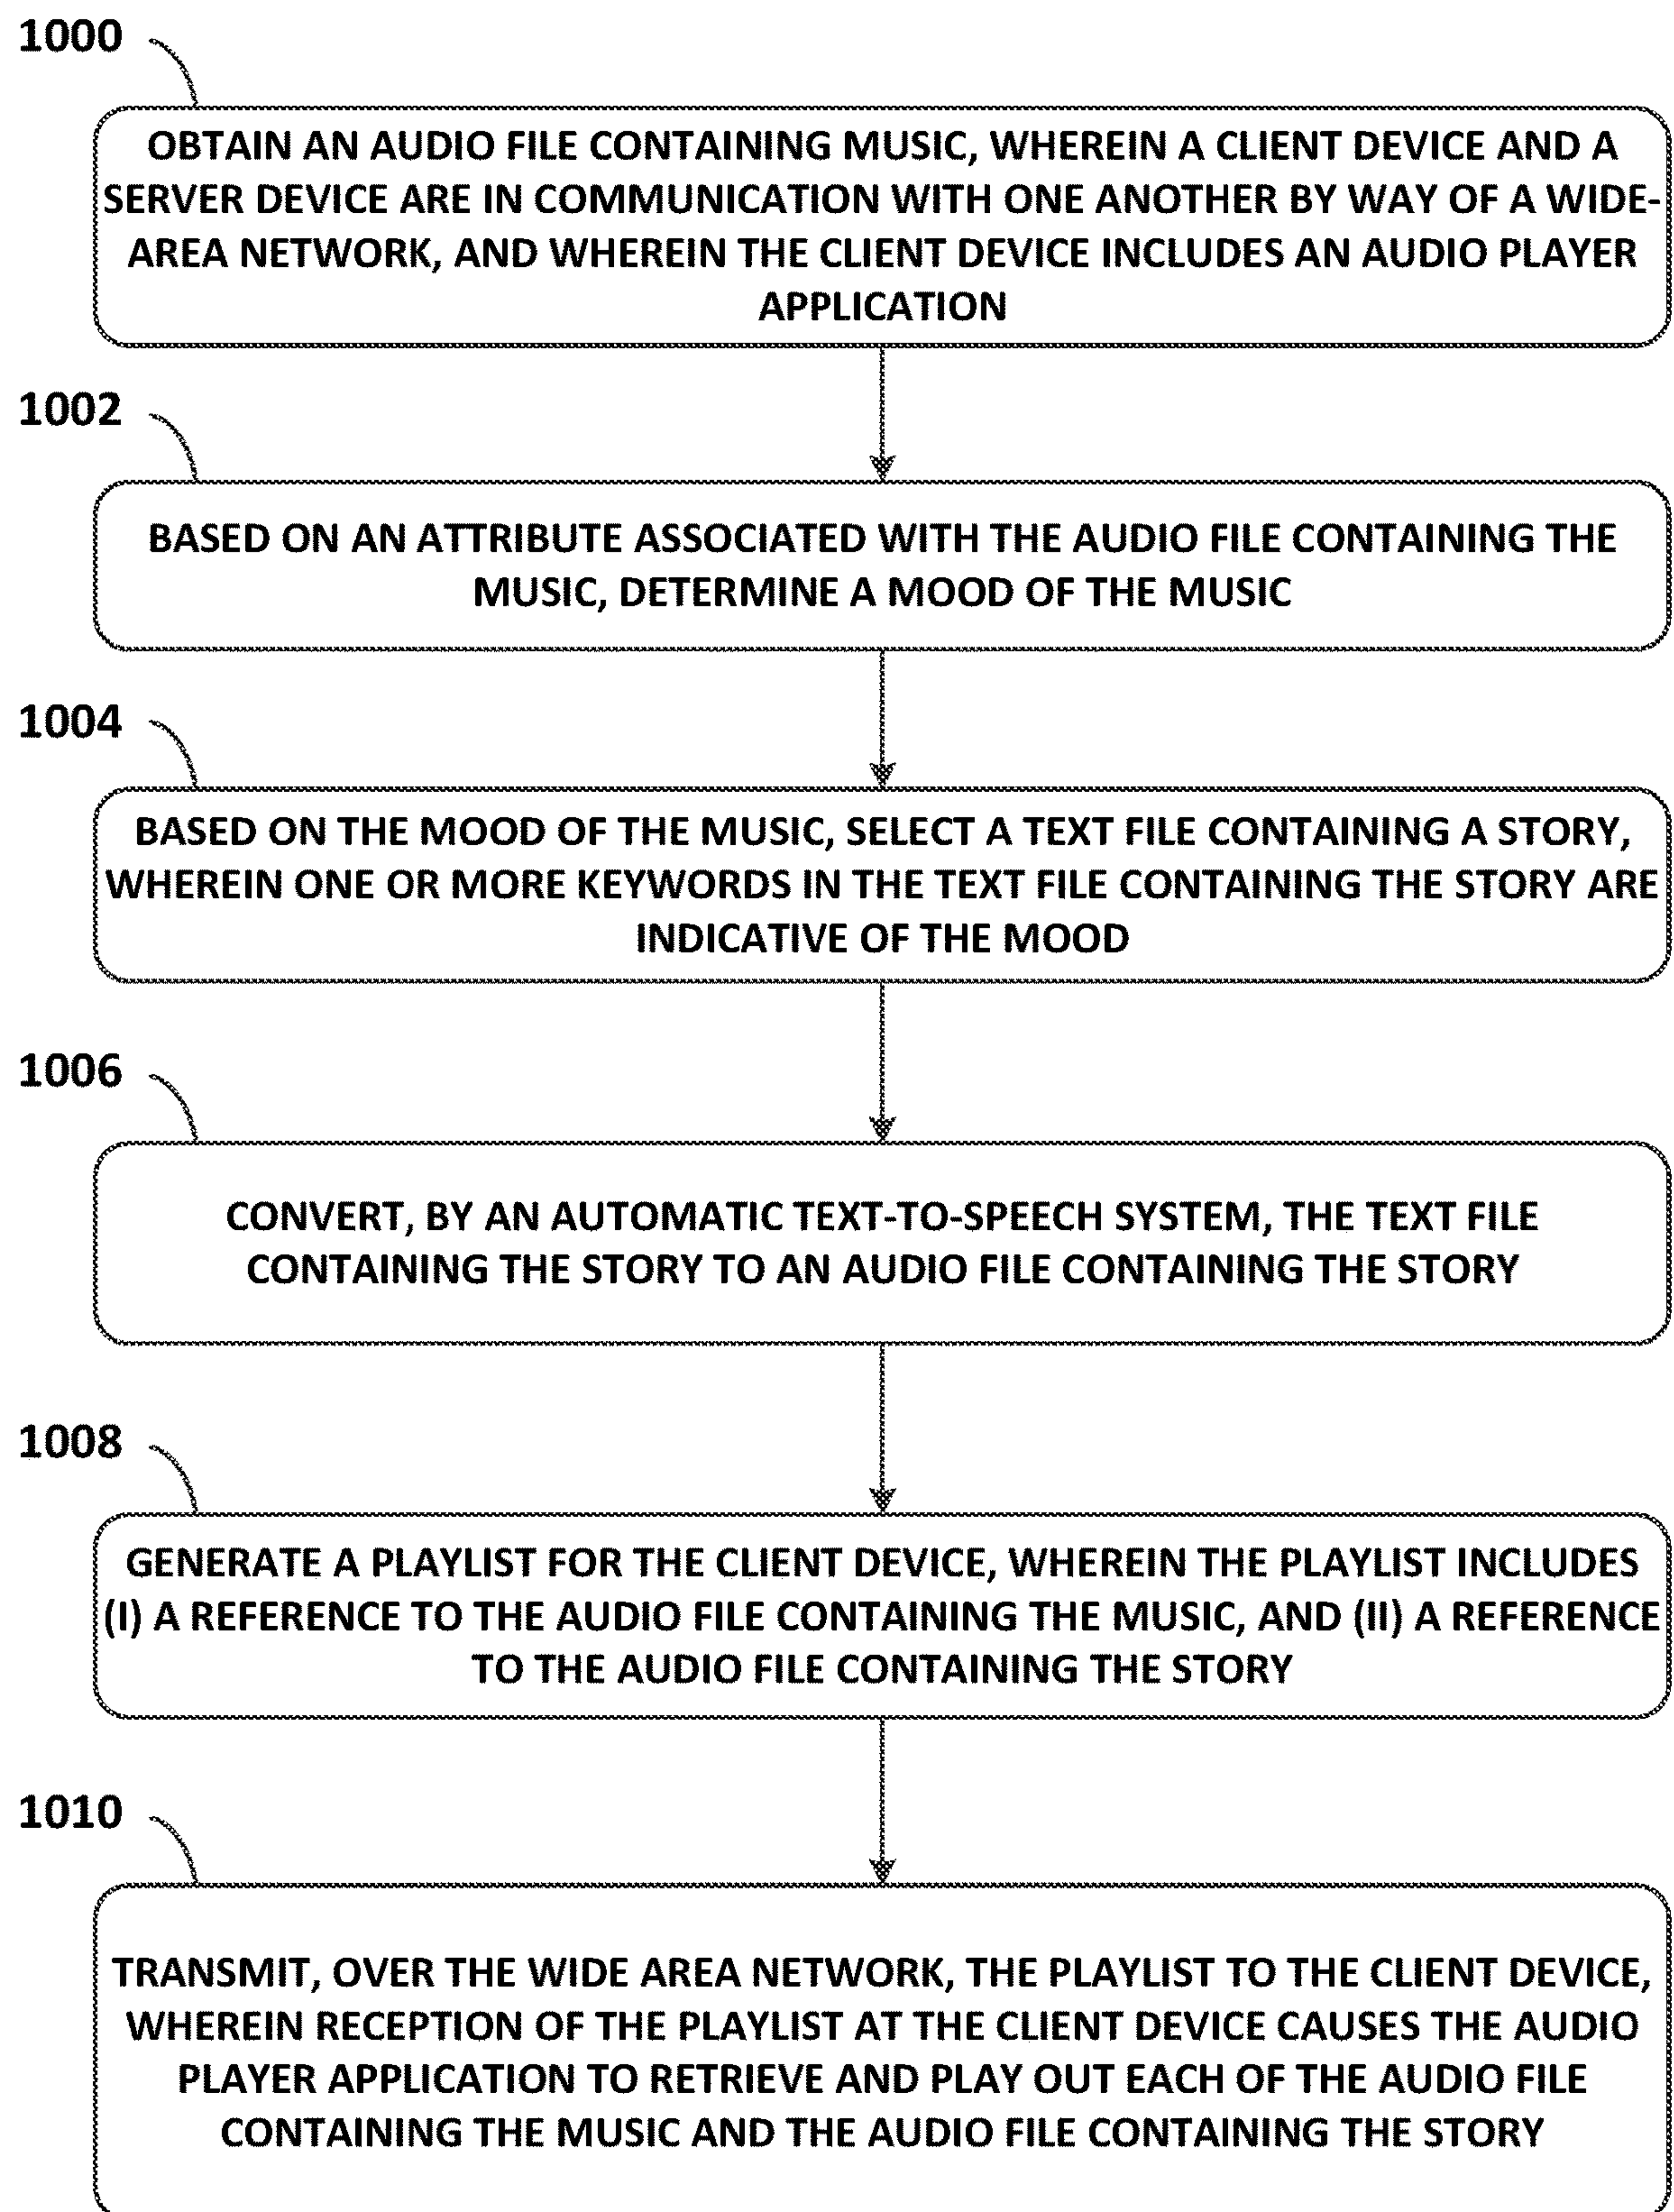 1000
OBTAIN AN AUDIO FILE CONTAINING MUSIC, WHEREIN A CLIENT DEVICE AND A
SERVER DEVICE ARE IN COMMUNICATION WITH ONE ANOTHER BY WAY OF A WIDE-
AREA NETWORK, AND WHEREIN THE CLIENT DEVICE INCLUDES AN AUDIO PLAYER
APPLICATION
1002
BASED ON AN ATTRIBUTE ASSOCIATED WITH THE AUDIO FILE CONTAINING THE
MUSIC, DETERMINE A MOOD OF THE MUSIC
1004
BASED ON THE MOOD OF THE MUSIC, SELECT A TEXT FILE CONTAINING A STORY,
WHEREIN ONE OR MORE KEYWORDS IN THE TEXT FILE CONTAINING THE STORY ARE
INDICATIVE OF THE MOOD
1006
CONVERT, BY AN AUTOMATIC TEXT-TO-SPEECH SYSTEM, THE TEXT FILE
CONTAINING THE STORY TO AN AUDIO FILE CONTAINING THE STORY
1008
GENERATE A PLAYLIST FOR THE CLIENT DEVICE, WHEREIN THE PLAYLIST INCLUDES
(I) A REFERENCE TO THE AUDIO FILE CONTAINING THE MUSIC, AND (II) A REFERENCE
TO THE AUDIO FILE CONTAINING THE STORY
1010
TRANSMIT, OVER THE WIDE AREA NETWORK, THE PLAYLIST TO THE CLIENT DEVICE,
WHEREIN RECEPTION OF THE PLAYLIST AT THE CLIENT DEVICE CAUSES THE AUDIO
PLAYER APPLICATION TO RETRIEVE AND PLAY OUT EACH OF THE AUDIO FILE
CONTAINING THE MUSIC AND THE AUDIO FILE CONTAINING THE STORY